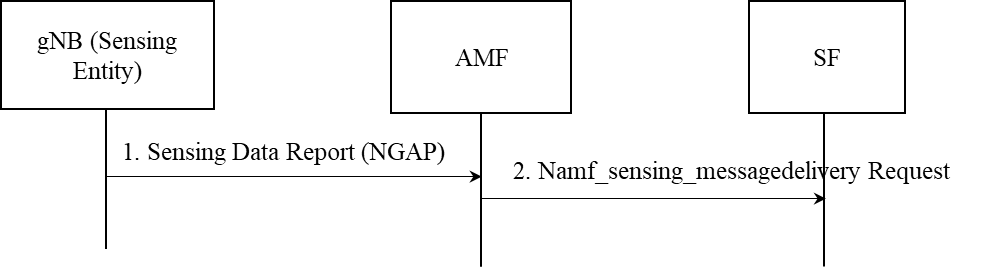 gNB (Sensing
Entity)
AMF
SF
1. Sensing Data Report (NGAP)
2. Namf_sensing_messagedelivery Request